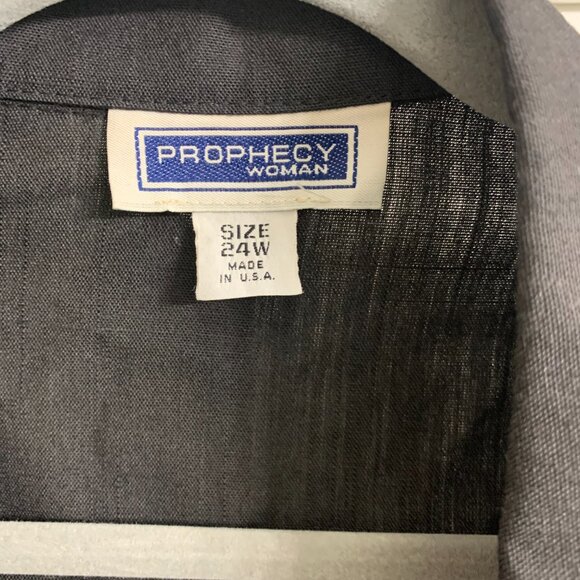 PROPHECY
WOMAN
SIZE
24W
MADE
IN U.S.A.